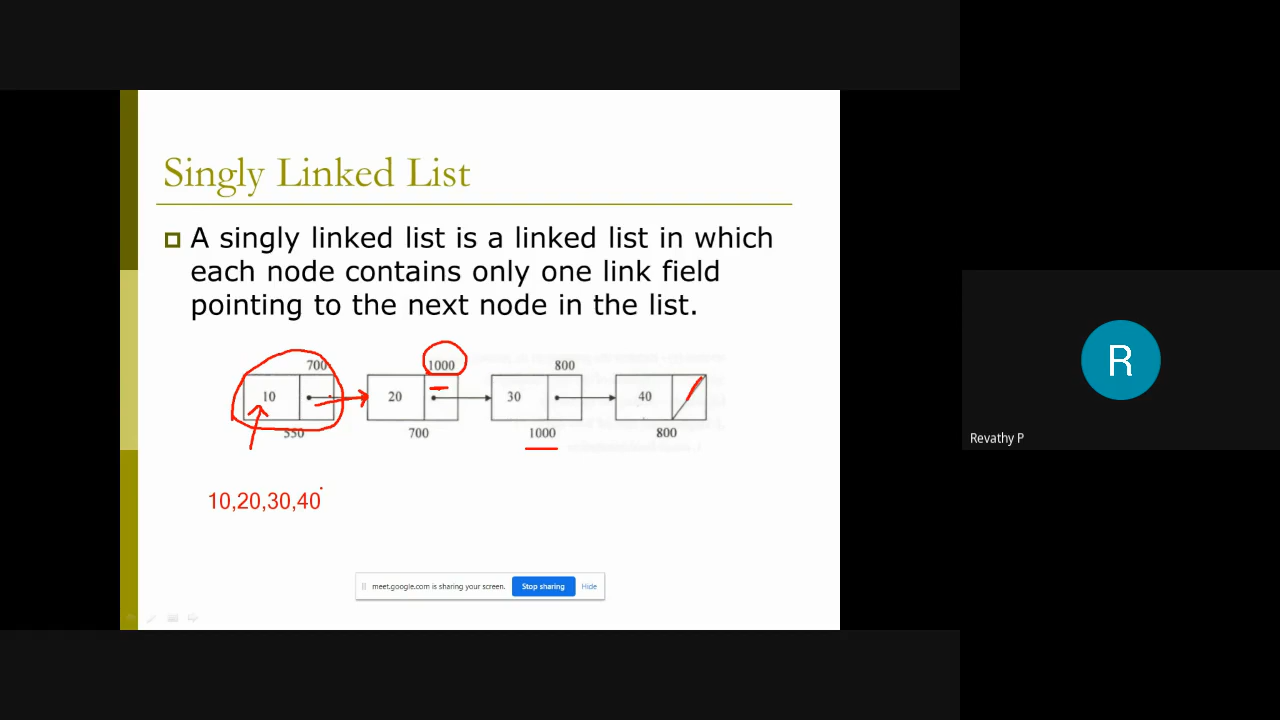 Singly Linked List
A singly linked list is a linked list in which
each node contains only one link field
pointing to the next node in the list.
700 1000 800
10 20 30 40
550 700 1000 800
10,20,30,40
meet.google.com is sharing your screen. Stop sharing Hide
R
Revathy P